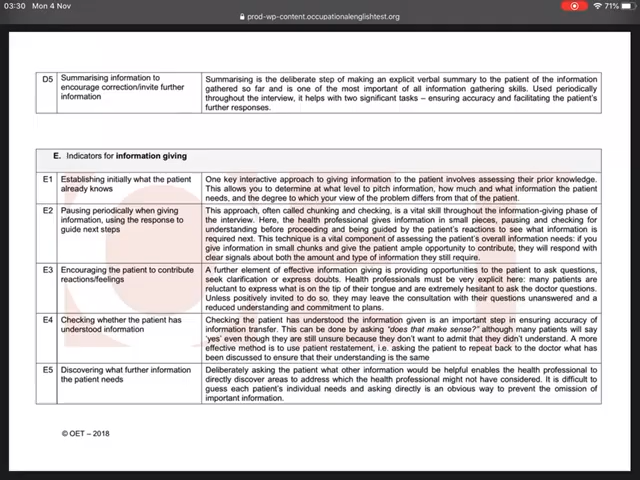 03:30 Mon 4 Nov
71%
prod-wp-content.occupationalenglishtest.org
D5
Summarising information to
encourage correction/invite further
information
Summarising is the deliberate step of making an explicit verbal summary to the patient of the information
gathered so far and is one of the most important of all information gathering skills. Used periodically
throughout the interview, it helps with two significant tasks – ensuring accuracy and facilitating the patient's
further responses.
E. Indicators for information giving
E1
Establishing initially what the patient
already knows
One key interactive approach to giving information to the patient involves assessing their prior knowledge.
This allows you to determine at what level to pitch information, how much and what information the patient
needs, and the degree to which your view of the problem differs from that of the patient.
E2
Pausing periodically when giving
information, using the response to
guide next steps
This approach, often called chunking and checking, is a vital skill throughout the information-giving phase of
the interview. Here, the health professional gives information in small pieces, pausing and checking for
understanding before proceeding and being guided by the patient's reactions to see what information is
required next. This technique is a vital component of assessing the patient's overall information needs: if you
give information in small chunks and give the patient ample opportunity to contribute, they will respond with
clear signals about both the amount and type of information they still require.
E3
Encouraging the patient to contribute
reactions/feelings
A further element of effective information giving is providing opportunities to the patient to ask questions,
seek clarification or express doubts. Health professionals must be very explicit here: many patients are
reluctant to express what is on the tip of their tongue and are extremely hesitant to ask the doctor questions.
Unless positively invited to do so, they may leave the consultation with their questions unanswered and a
reduced understanding and commitment to plans.
E4
Checking whether the patient has
understood information
Checking the patient has understood the information given is an important step in ensuring accuracy of
information transfer. This can be done by asking "does that make sense?" although many patients will say
'yes' even though they are still unsure because they don't want to admit that they didn't understand. A more
effective method is to use patient restatement, i.e. asking the patient to repeat back to the doctor what has
been discussed to ensure that their understanding is the same
E5
Discovering what further information
the patient needs
Deliberately asking the patient what other information would be helpful enables the health professional to
directly discover areas to address which the health professional might not have considered. It is difficult to
guess each patient's individual needs and asking directly is an obvious way to prevent the omission of
important information.
© OET – 2018